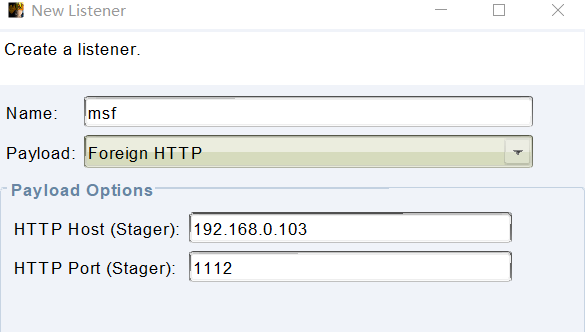 New Listener
Create a listener.
Name: msf
Payload: Foreign HTTP
Payload Options
HTTP Host (Stager): 192.168.0.103
HTTP Port (Stager): 1112